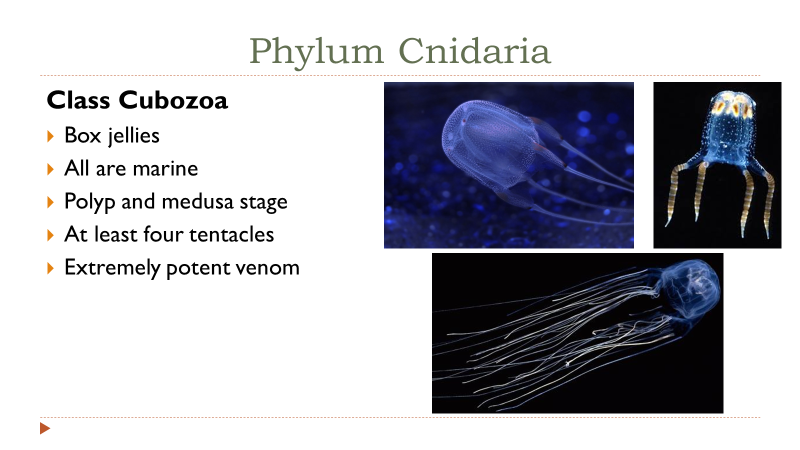 Phylum Cnidaria
Class Cubozoa
Box jellies
All are marine
Polyp and medusa stage
At least four tentacles
Extremely potent venom